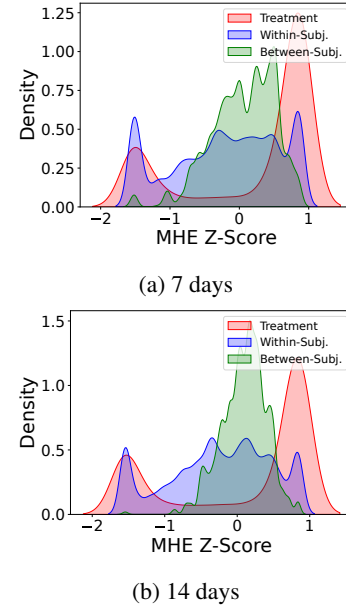 1.25
1.00
0.75
0.50
0.25
0.00
Density
Treatment
Within-Subj.
Between-Subj.
−2 −1 0 1
MHE Z-Score
(a) 7 days
1.5
1.0
0.5
0.0
Density
Treatment
Within-Subj.
Between-Subj.
−2 −1 0 1
MHE Z-Score
(b) 14 days